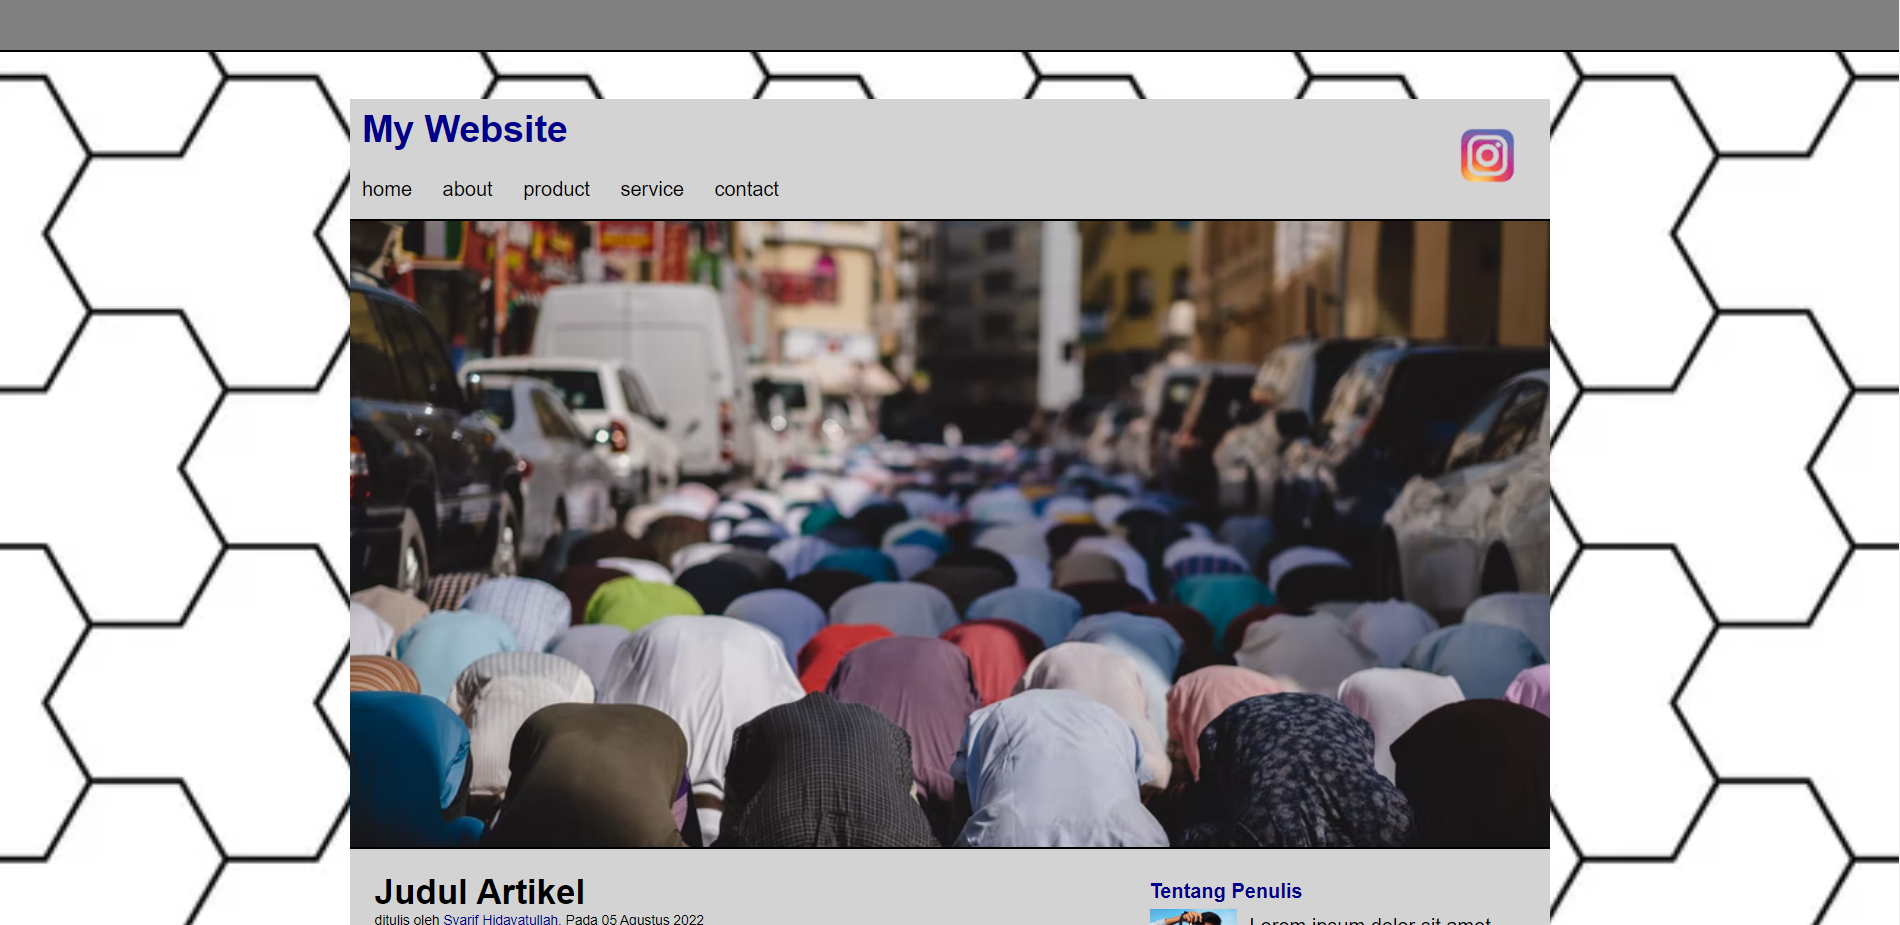 My Website
home about product service contact
Judul Artikel
ditulis oleh Syarif Hidayatullah. Pada 05 Agustus 2022
Tentang Penulis
Lorem ipsum dolor sit amet